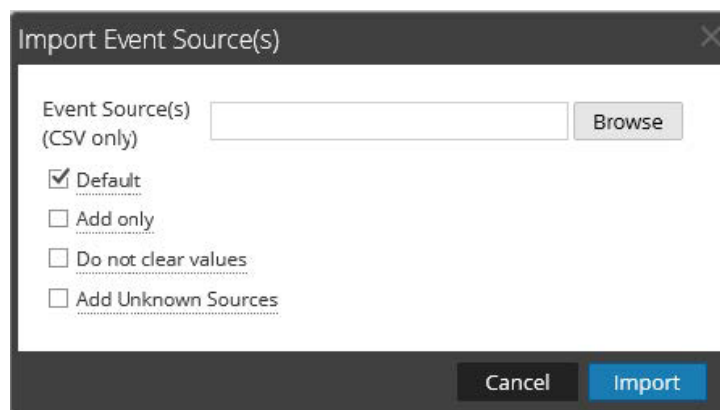 Import Event Source(s)
Event Source(s)
(CSV only)
Browse
Default
Add only
Do not clear values
Add Unknown Sources
Cancel
Import